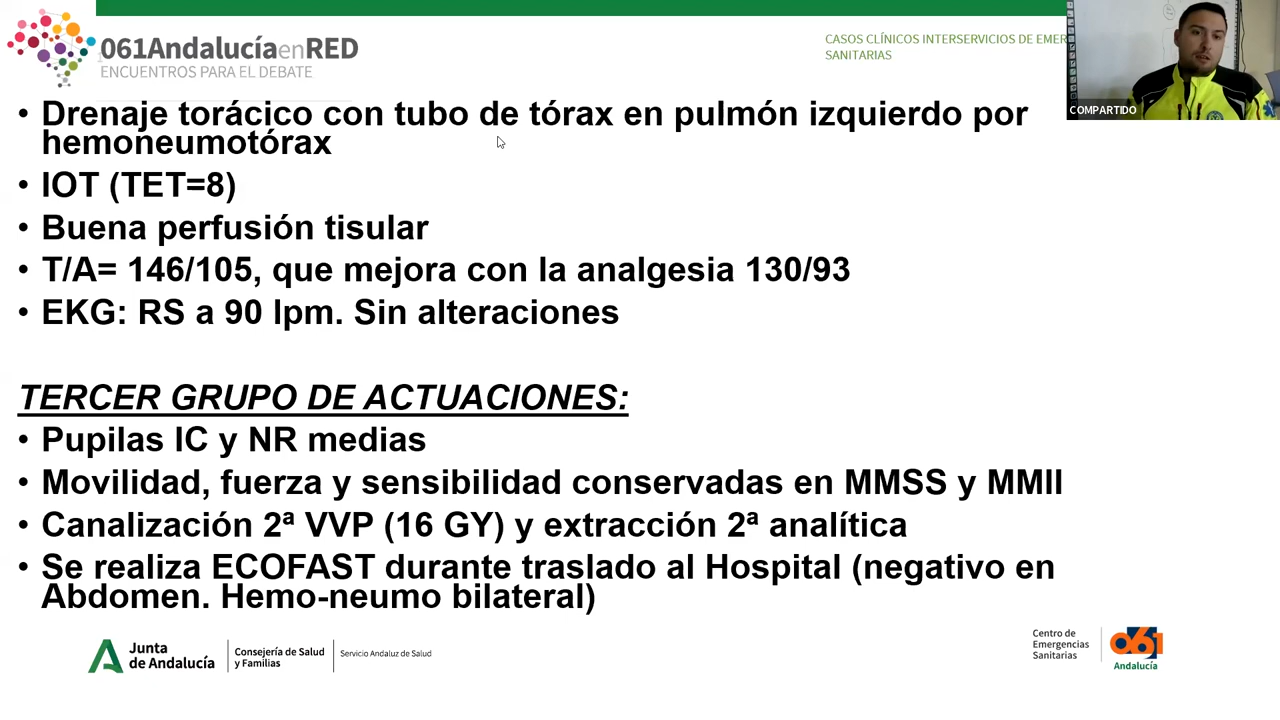 061AndalucíaenRED
ENCUENTROS PARA EL DEBATE
CASOS CLÍNICOS INTERSERVICIOS DE EMER
SANITARIAS
COMPARTIDO
• Drenaje torácico con tubo de tórax en pulmón izquierdo por
hemoneumotórax
• IOT (TET=8)
• Buena perfusión tisular
• T/A= 146/105, que mejora con la analgesia 130/93
• EKG: RS a 90 lpm. Sin alteraciones
TERCER GRUPO DE ACTUACIONES:
• Pupilas IC y NR medias
• Movilidad, fuerza y sensibilidad conservadas en MMSS y MMII
• Canalización 2ª VVP (16 GY) y extracción 2ª analítica
• Se realiza ECOFAST durante traslado al Hospital (negativo en
Abdomen. Hemo-neumo bilateral)
Junta
de Andalucía
Consejería de Salud
y Familias
Servicio Andaluz de Salud
Centro de
Emergencias
Sanitarias
061
Andalucía